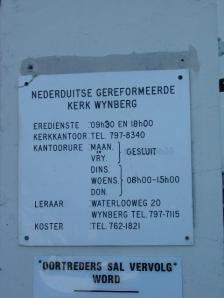 NEDERDUITSE GEREFORMEERDE
KERK WYNBERG
EREDIENSTE :09h30 EN 18h00
KERKKANTOOR:TEL. 797-8340
KANTOORURE :MAAN.
VRY. } GESLUIT
DINS.
WOENS. } 08h00-13h00
DON.
LERAAR :WATERLOOWEG 20
WYNBERG TEL. 797-7115
KOSTER :TEL. 762-1821
"OORTREDERS SAL VERVOLG"
WORD